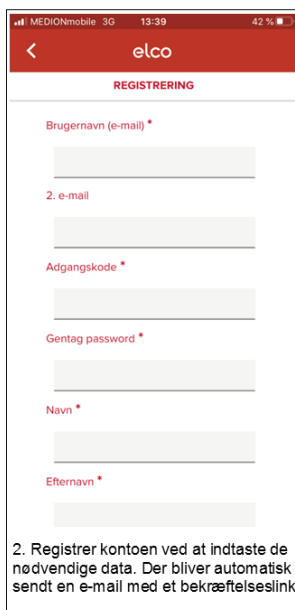 MEDIONmobile 3G 13:39 42 %
elco
REGISTRERING
Brugernavn (e-mail) *
2. e-mail
Adgangskode *
Gentag password *
Navn *
Efternavn *
2. Registrer kontoen ved at indtaste de
nødvendige data. Der bliver automatisk
sendt en e-mail med et bekræftelseslink